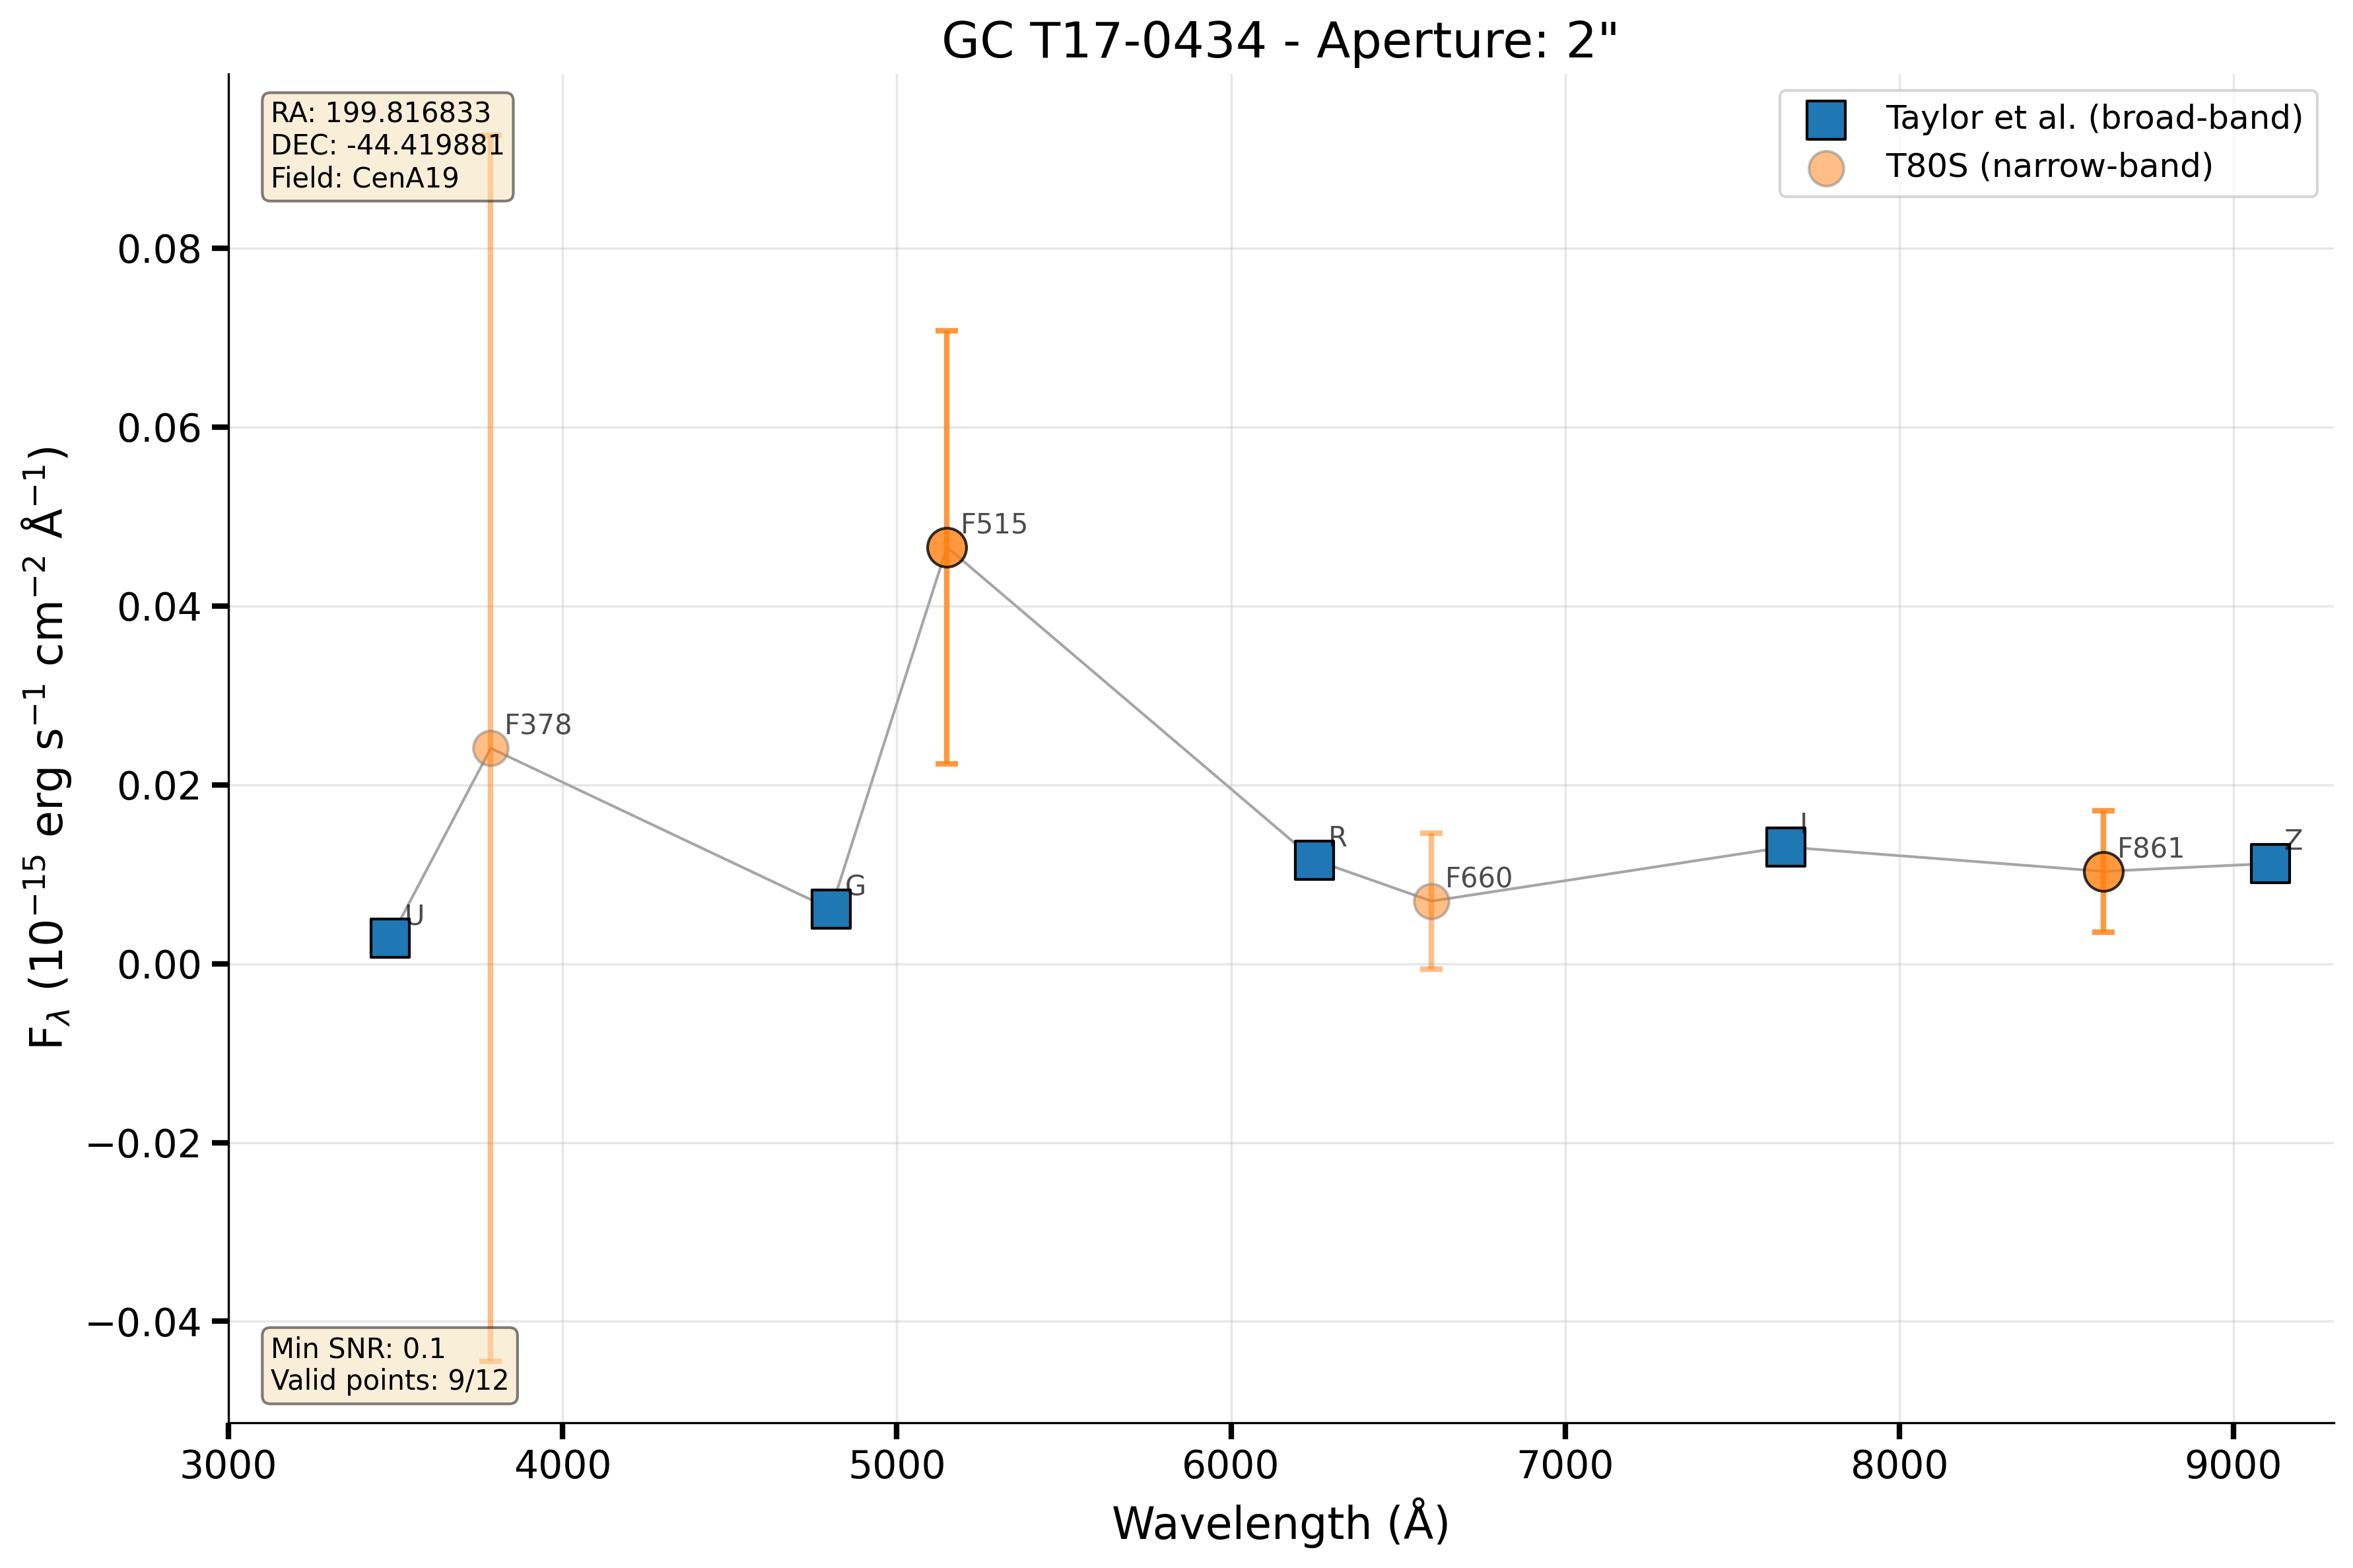 GC T17-0434 - Aperture: 2"
RA: 199.816833
DEC: -44.419881
Field: CenA19
Taylor et al. (broad-band)
T80S (narrow-band)
0.08
0.06
0.04
0.02
0.00
−0.02
−0.04
F_λ (10⁻¹⁵ erg s⁻¹ cm⁻² Å⁻¹)
U
F378
G
F515
R
F660
I
F861
Z
Min SNR: 0.1
Valid points: 9/12
3000 4000 5000 6000 7000 8000 9000
Wavelength (Å)